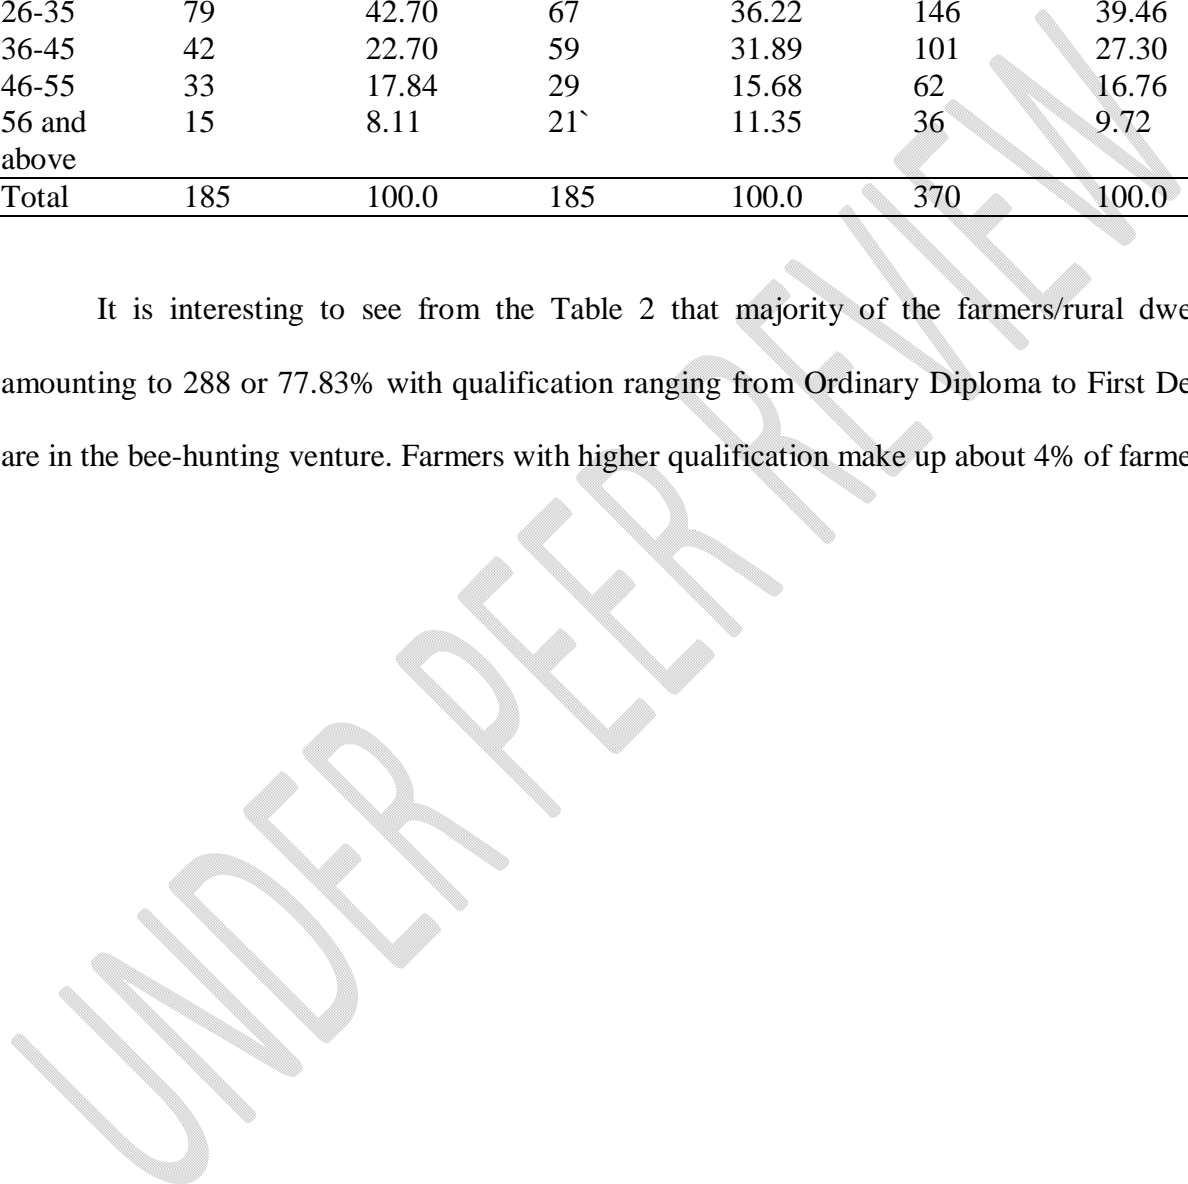 26-35 79 42.70 67 36.22 146 39.46
36-45 42 22.70 59 31.89 101 27.30
46-55 33 17.84 29 15.68 62 16.76
56 and 15 8.11 21` 11.35 36 9.72
above
Total 185 100.0 185 100.0 370 100.0
It is interesting to see from the Table 2 that majority of the farmers/rural dwe
amounting to 288 or 77.83% with qualification ranging from Ordinary Diploma to First De
are in the bee-hunting venture. Farmers with higher qualification make up about 4% of farme
UNDER PEER REVIEW